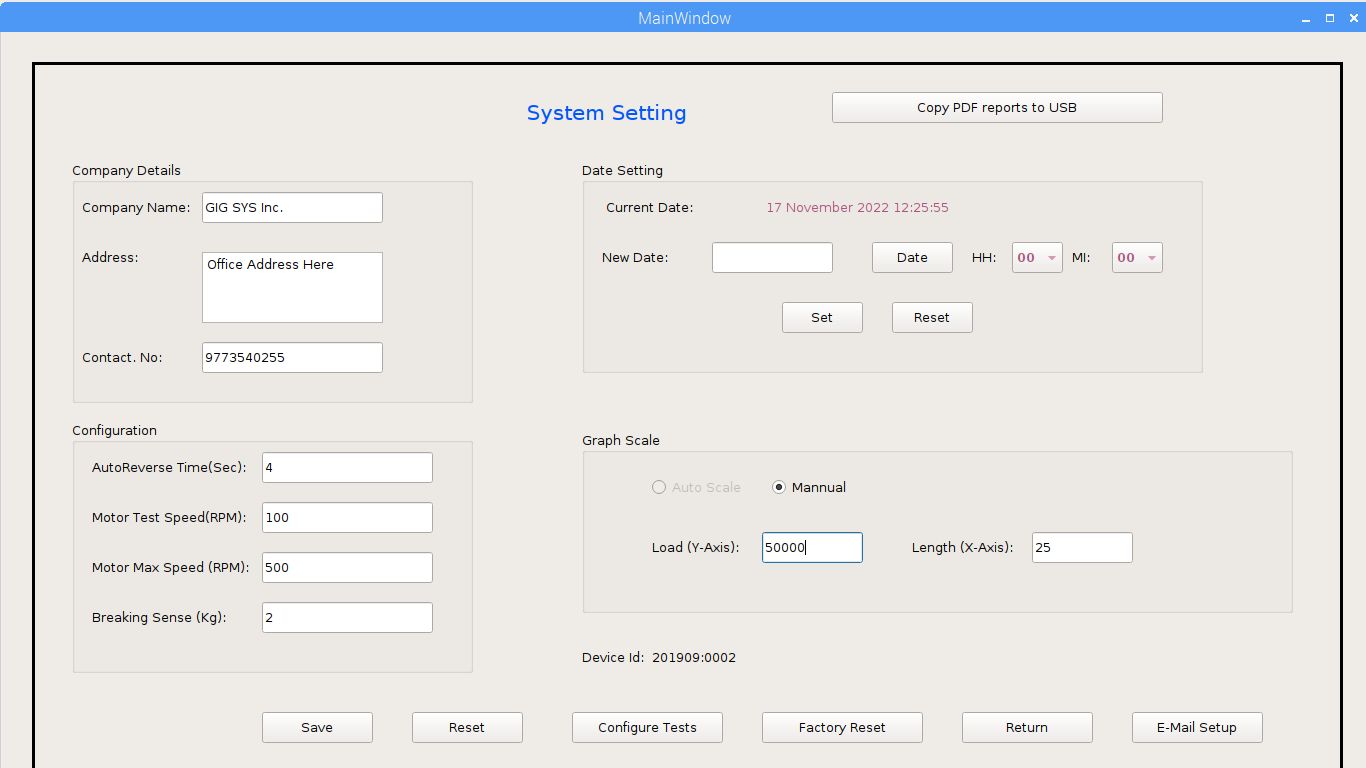 MainWindow
System Setting
Copy PDF reports to USB
Company Details
Company Name: GIG SYS Inc.
Address: Office Address Here
Contact. No: 9773540255
Date Setting
Current Date: 17 November 2022 12:25:55
New Date: Date HH: 00 MI: 00
Set Reset
Configuration
AutoReverse Time(Sec): 4
Motor Test Speed(RPM): 100
Motor Max Speed (RPM): 500
Breaking Sense (Kg): 2
Graph Scale
Auto Scale Mannual
Load (Y-Axis): 50000 Length (X-Axis): 25
Device Id: 201909:0002
Save Reset Configure Tests Factory Reset Return E-Mail Setup